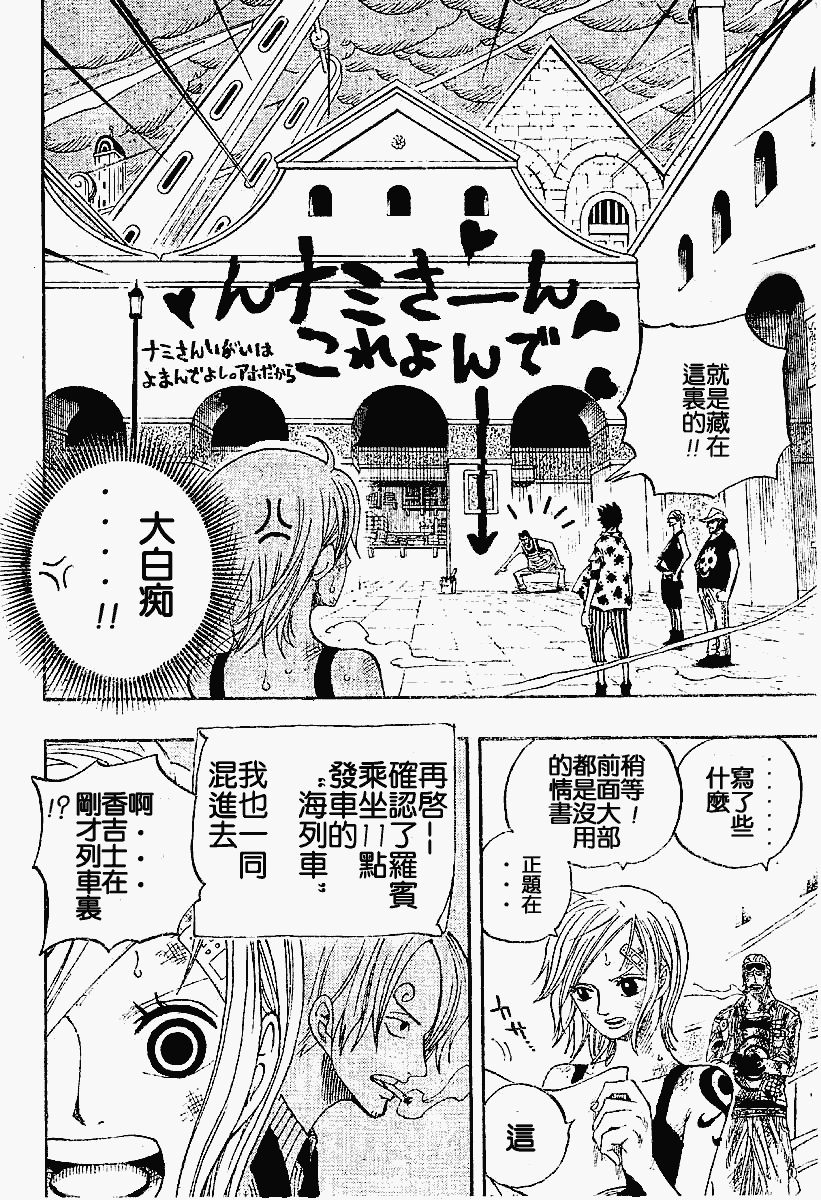 んナミさーん
これよんで
ナミさんいがいは
よまんでよし。アホだから
就是藏在
這裏的!!
大白痴
・・・・!!
・・・・・
寫了些
什麼
稍等!
前面大部
都是沒用
的情書
正題在
・・・
這
再啓--
確認了羅賓
乘坐11點
發車的
"海列車"
我也一同
混進去
啊・・・
香吉士在
剛才列車裏
!?